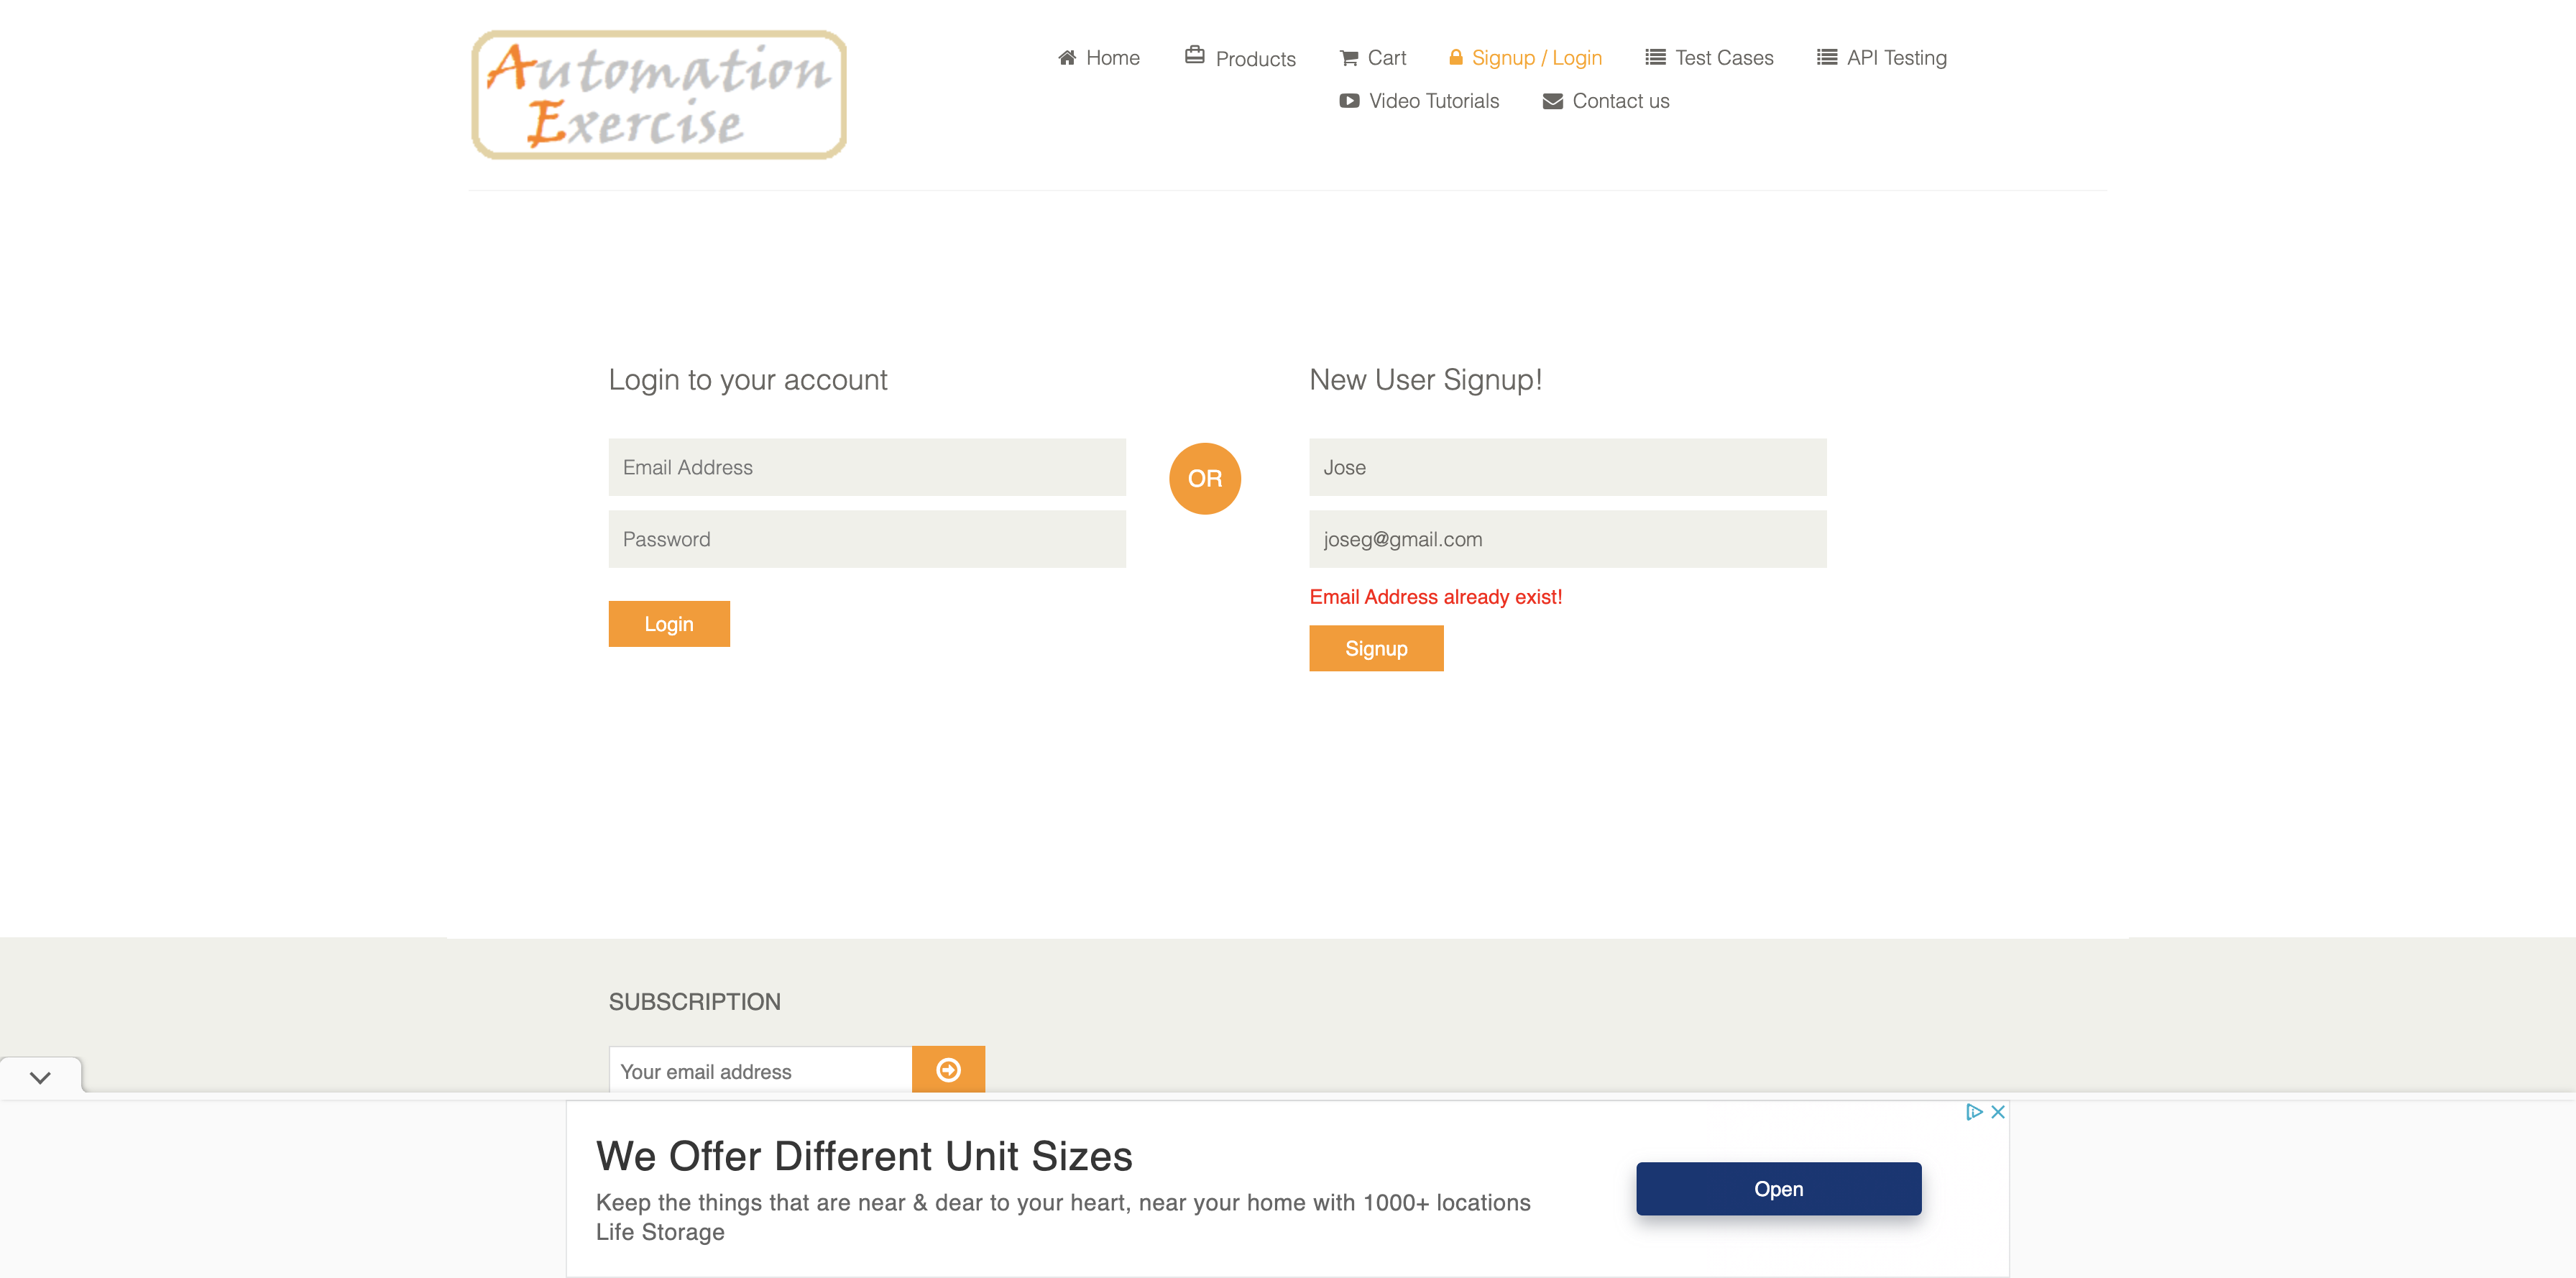 Automation
Exercise
Home
Products
Cart
Signup / Login
Test Cases
API Testing
Video Tutorials
Contact us
Login to your account
Email Address
Password
Login
OR
New User Signup!
Jose
joseg@gmail.com
Email Address already exist!
Signup
SUBSCRIPTION
Your email address
We Offer Different Unit Sizes
Keep the things that are near & dear to your heart, near your home with 1000+ locations
Life Storage
Open